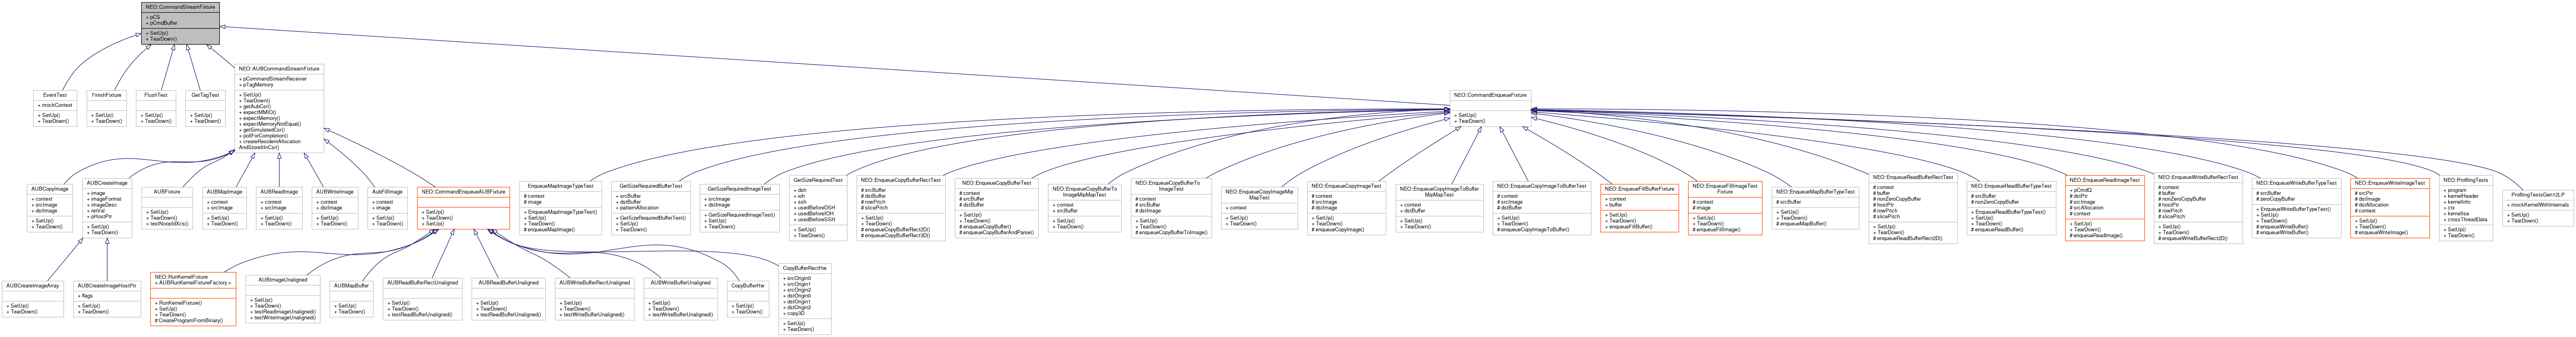 NEO::CommandStreamFixture
+ pCS
+ pCmdBuffer
+ SetUp()
+ TearDown()
NEO::AUBCommandStreamFixture
+ pCommandStreamReceiver
+ pTagMemory
+ SetUp()
+ TearDown()
+ getAubCsr()
+ expectMMIO()
+ expectMemory()
+ expectMemoryNotEqual()
+ getSimulatedCsr()
+ pollForCompletion()
+ createResidentAllocation
AndStoreItInCsr()
EventTest
+ mockContext
+ SetUp()
+ TearDown()
FinishFixture
+ SetUp()
+ TearDown()
FlushTest
+ SetUp()
+ TearDown()
GetTagTest
+ SetUp()
+ TearDown()
NEO::CommandEnqueueFixture
+ SetUp()
+ TearDown()
AUBCopyImage
+ context
+ srcImage
+ dstImage
+ SetUp()
+ TearDown()
AUBCreateImage
+ image
+ imageFormat
+ imageDesc
+ retVal
+ pHostPtr
+ SetUp()
+ TearDown()
AUBFixture
+ SetUp()
+ TearDown()
+ testNoopIdXcs()
AUBMapImage
+ context
+ srcImage
+ SetUp()
+ TearDown()
AUBReadImage
+ context
+ srcImage
+ SetUp()
+ TearDown()
AUBWriteImage
+ context
+ dstImage
+ SetUp()
+ TearDown()
AubFillImage
+ context
+ image
+ SetUp()
+ TearDown()
NEO::CommandEnqueueAUBFixture
+ SetUp()
+ TearDown()
+ SetUp()
EnqueueMapImageTypeTest
# context
# image
+ EnqueueMapImageTypeTest()
+ SetUp()
+ TearDown()
# enqueueMapImage()
GetSizeRequiredBufferTest
+ srcBuffer
+ dstBuffer
+ patternAllocation
+ GetSizeRequiredBufferTest()
+ SetUp()
+ TearDown()
GetSizeRequiredImageTest
+ srcImage
+ dstImage
+ GetSizeRequiredImageTest()
+ SetUp()
+ TearDown()
GetSizeRequiredTest
+ dsh
+ ioh
+ ssh
+ usedBeforeDSH
+ usedBeforeIOH
+ usedBeforeSSH
+ SetUp()
+ TearDown()
NEO::EnqueueCopyBufferRectTest
# srcBuffer
# dstBuffer
# rowPitch
# slicePitch
+ SetUp()
+ TearDown()
# enqueueCopyBufferRect2D()
# enqueueCopyBufferRect3D()
NEO::EnqueueCopyBufferTest
# context
# srcBuffer
# dstBuffer
+ SetUp()
+ TearDown()
# enqueueCopyBuffer()
# enqueueCopyBufferAndParse()
NEO::EnqueueCopyBufferTo
ImageMipMapTest
+ context
+ srcBuffer
+ SetUp()
+ TearDown()
NEO::EnqueueCopyBufferTo
ImageTest
# context
# srcBuffer
# dstImage
+ SetUp()
+ TearDown()
# enqueueCopyBufferToImage()
NEO::EnqueueCopyImageMip
MapTest
+ context
+ SetUp()
+ TearDown()
NEO::EnqueueCopyImageTest
# context
# srcImage
# dstImage
+ SetUp()
+ TearDown()
# enqueueCopyImage()
NEO::EnqueueCopyImageToBuffer
MipMapTest
+ context
+ dstBuffer
+ SetUp()
+ TearDown()
NEO::EnqueueCopyImageToBufferTest
# context
# srcImage
# dstBuffer
+ SetUp()
+ TearDown()
# enqueueCopyImageToBuffer()
NEO::EnqueueFillBufferFixture
+ context
+ buffer
+ SetUp()
+ TearDown()
+ enqueueFillBuffer()
NEO::EnqueueFillImageTest
Fixture
# context
# image
+ SetUp()
+ TearDown()
# enqueueFillImage()
NEO::EnqueueMapBufferTypeTest
# srcBuffer
+ SetUp()
+ TearDown()
# enqueueMapBuffer()
NEO::EnqueueReadBufferRectTest
# context
# buffer
# nonZeroCopyBuffer
# hostPtr
# rowPitch
# slicePitch
+ SetUp()
+ TearDown()
# enqueueReadBufferRect2D()
NEO::EnqueueReadBufferTypeTest
# srcBuffer
# nonZeroCopyBuffer
+ EnqueueReadBufferTypeTest()
+ SetUp()
+ TearDown()
# enqueueReadBuffer()
NEO::EnqueueReadImageTest
+ pCmdQ
# dstPtr
# srcImage
# srcAllocation
# context
+ SetUp()
+ TearDown()
# enqueueReadImage()
NEO::EnqueueWriteBufferRectTest
# context
# buffer
# nonZeroCopyBuffer
# hostPtr
# rowPitch
# slicePitch
+ SetUp()
+ TearDown()
# enqueueWriteBufferRect2D()
NEO::EnqueueWriteBufferTypeTest
# srcBuffer
# zeroCopyBuffer
+ EnqueueWriteBufferTypeTest()
+ SetUp()
+ TearDown()
# enqueueWriteBuffer()
# enqueueWriteBuffer()
NEO::EnqueueWriteImageTest
# srcPtr
# dstImage
# dstAllocation
# context
+ SetUp()
+ TearDown()
# enqueueWriteImage()
NEO::ProfilingTests
+ program
+ kernelHeader
+ kernelInfo
+ ctx
+ kernelIsa
+ crossThreadData
+ SetUp()
+ TearDown()
ProfilingTestsGen12LP
+ mockKernelWithInternals
+ SetUp()
+ TearDown()
AUBCreateImageArray
+ SetUp()
+ TearDown()
AUBCreateImageHostPtr
+ flags
+ SetUp()
+ TearDown()
NEO::RunKernelFixture
< AUBRunKernelFixtureFactory >
+ RunKernelFixture()
+ SetUp()
+ TearDown()
# CreateProgramFromBinary()
AUBImageUnaligned
+ SetUp()
+ TearDown()
+ testReadImageUnaligned()
+ testWriteImageUnaligned()
AUBMapBuffer
+ SetUp()
+ TearDown()
AUBReadBufferRectUnaligned
+ SetUp()
+ TearDown()
+ testReadBufferUnaligned()
AUBReadBufferUnaligned
+ SetUp()
+ TearDown()
+ testReadBufferUnaligned()
AUBWriteBufferRectUnaligned
+ SetUp()
+ TearDown()
+ testWriteBufferUnaligned()
AUBWriteBufferUnaligned
+ SetUp()
+ TearDown()
+ testWriteBufferUnaligned()
CopyBufferHw
+ SetUp()
+ TearDown()
CopyBufferRectHw
+ srcOrigin0
+ srcOrigin1
+ srcOrigin2
+ dstOrigin0
+ dstOrigin1
+ dstOrigin2
+ copy3D
+ SetUp()
+ TearDown()